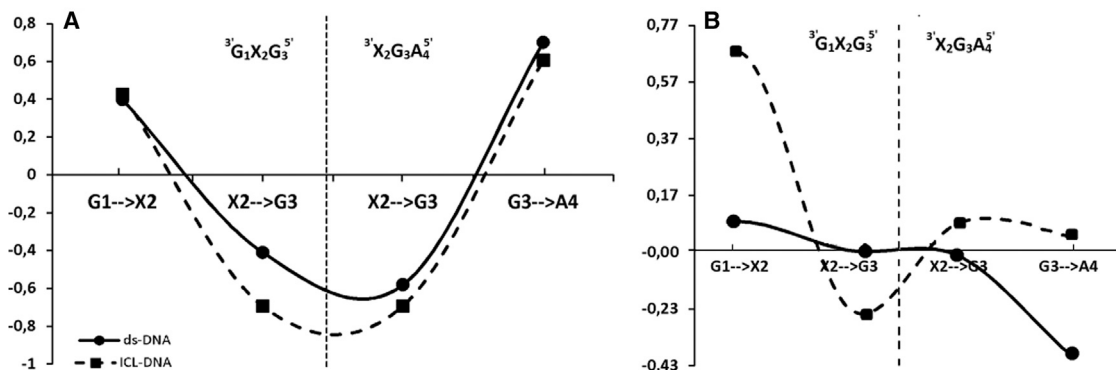 A
0,8
0,6
0,4
0,2
0
-0,2
-0,4
-0,6
-0,8
-1
3'G1X2G3 5'
3'X2G3A4 5'
G1-->X2
X2-->G3
X2-->G3
G3-->A4
ds-DNA
ICL-DNA
B
0,77
0,57
0,37
0,17
-0,00
-0,23
-0,43
3'G1X2G3 5'
3'X2G3A4 5'
G1-->X2
X2-->G3
X2-->G3
G3-->A4